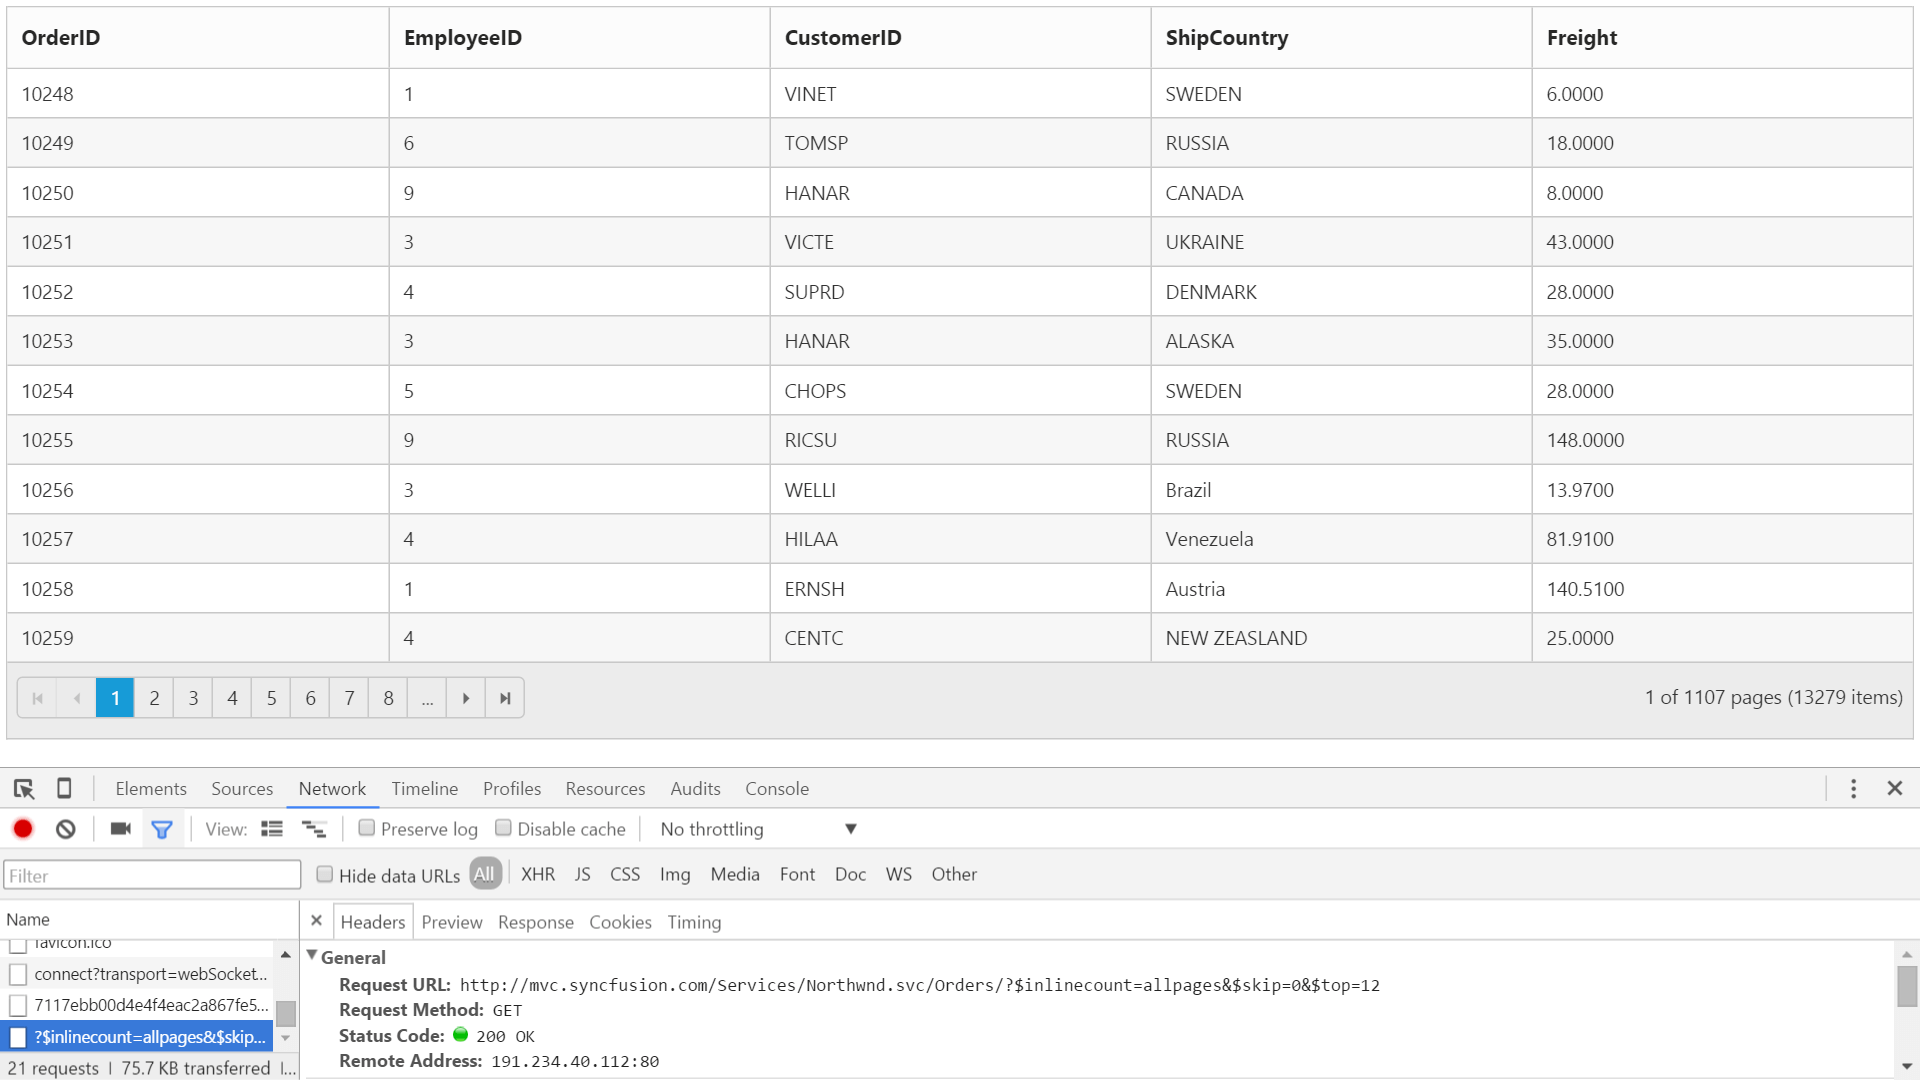 OrderID EmployeeID CustomerID ShipCountry Freight
10248 1 VINET SWEDEN 6.0000
10249 6 TOMSP RUSSIA 18.0000
10250 9 HANAR CANADA 8.0000
10251 3 VICTE UKRAINE 43.0000
10252 4 SUPRD DENMARK 28.0000
10253 3 HANAR ALASKA 35.0000
10254 5 CHOPS SWEDEN 28.0000
10255 9 RICSU RUSSIA 148.0000
10256 3 WELLI Brazil 13.9700
10257 4 HILAA Venezuela 81.9100
10258 1 ERNSH Austria 140.5100
10259 4 CENTC NEW ZEASLAND 25.0000
1 2 3 4 5 6 7 8 ... 1 of 1107 pages (13279 items)
Elements Sources Network Timeline Profiles Resources Audits Console
View: Preserve log Disable cache No throttling
Filter Hide data URLs All XHR JS CSS Img Media Font Doc WS Other
Name Headers Preview Response Cookies Timing
favicon.ico
General
connect?transport=webSocket...
Request URL: http://mvc.syncfusion.com/Services/Northwnd.svc/Orders/?$inlinecount=allpages&$skip=0&$top=12
7117ebb00d4e4f4eac2a867fe5...
Request Method: GET
?$inlinecount=allpages&$skip...
Status Code: 200 OK
21 requests | 75.7 KB transferred | ...
Remote Address: 191.234.40.112:80